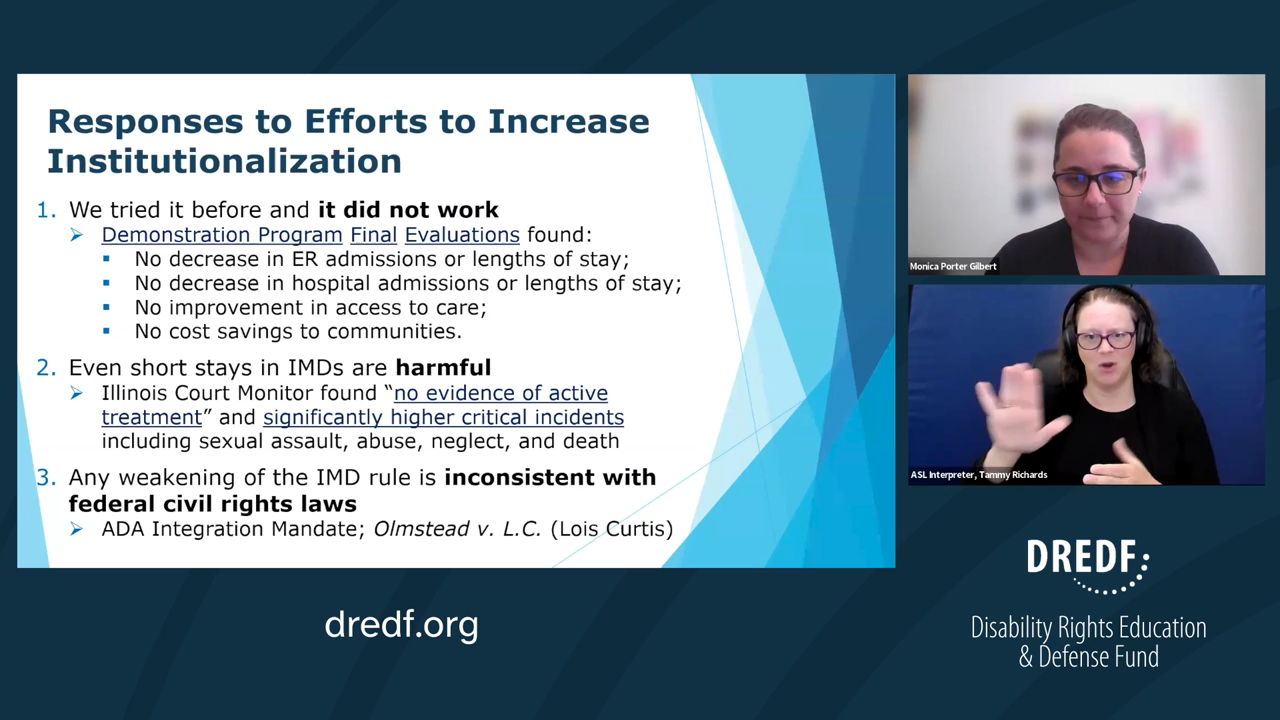 Responses to Efforts to Increase
Institutionalization
1. We tried it before and it did not work
Demonstration Program Final Evaluations found:
No decrease in ER admissions or lengths of stay;
No decrease in hospital admissions or lengths of stay;
No improvement in access to care;
No cost savings to communities.
2. Even short stays in IMDs are harmful
Illinois Court Monitor found “no evidence of active
treatment” and significantly higher critical incidents
including sexual assault, abuse, neglect, and death
3. Any weakening of the IMD rule is inconsistent with
federal civil rights laws
ADA Integration Mandate; Olmstead v. L.C. (Lois Curtis)
Monica Porter Gilbert
ASL Interpreter, Tammy Richards
dredf.org
DREDF
Disability Rights Education
& Defense Fund